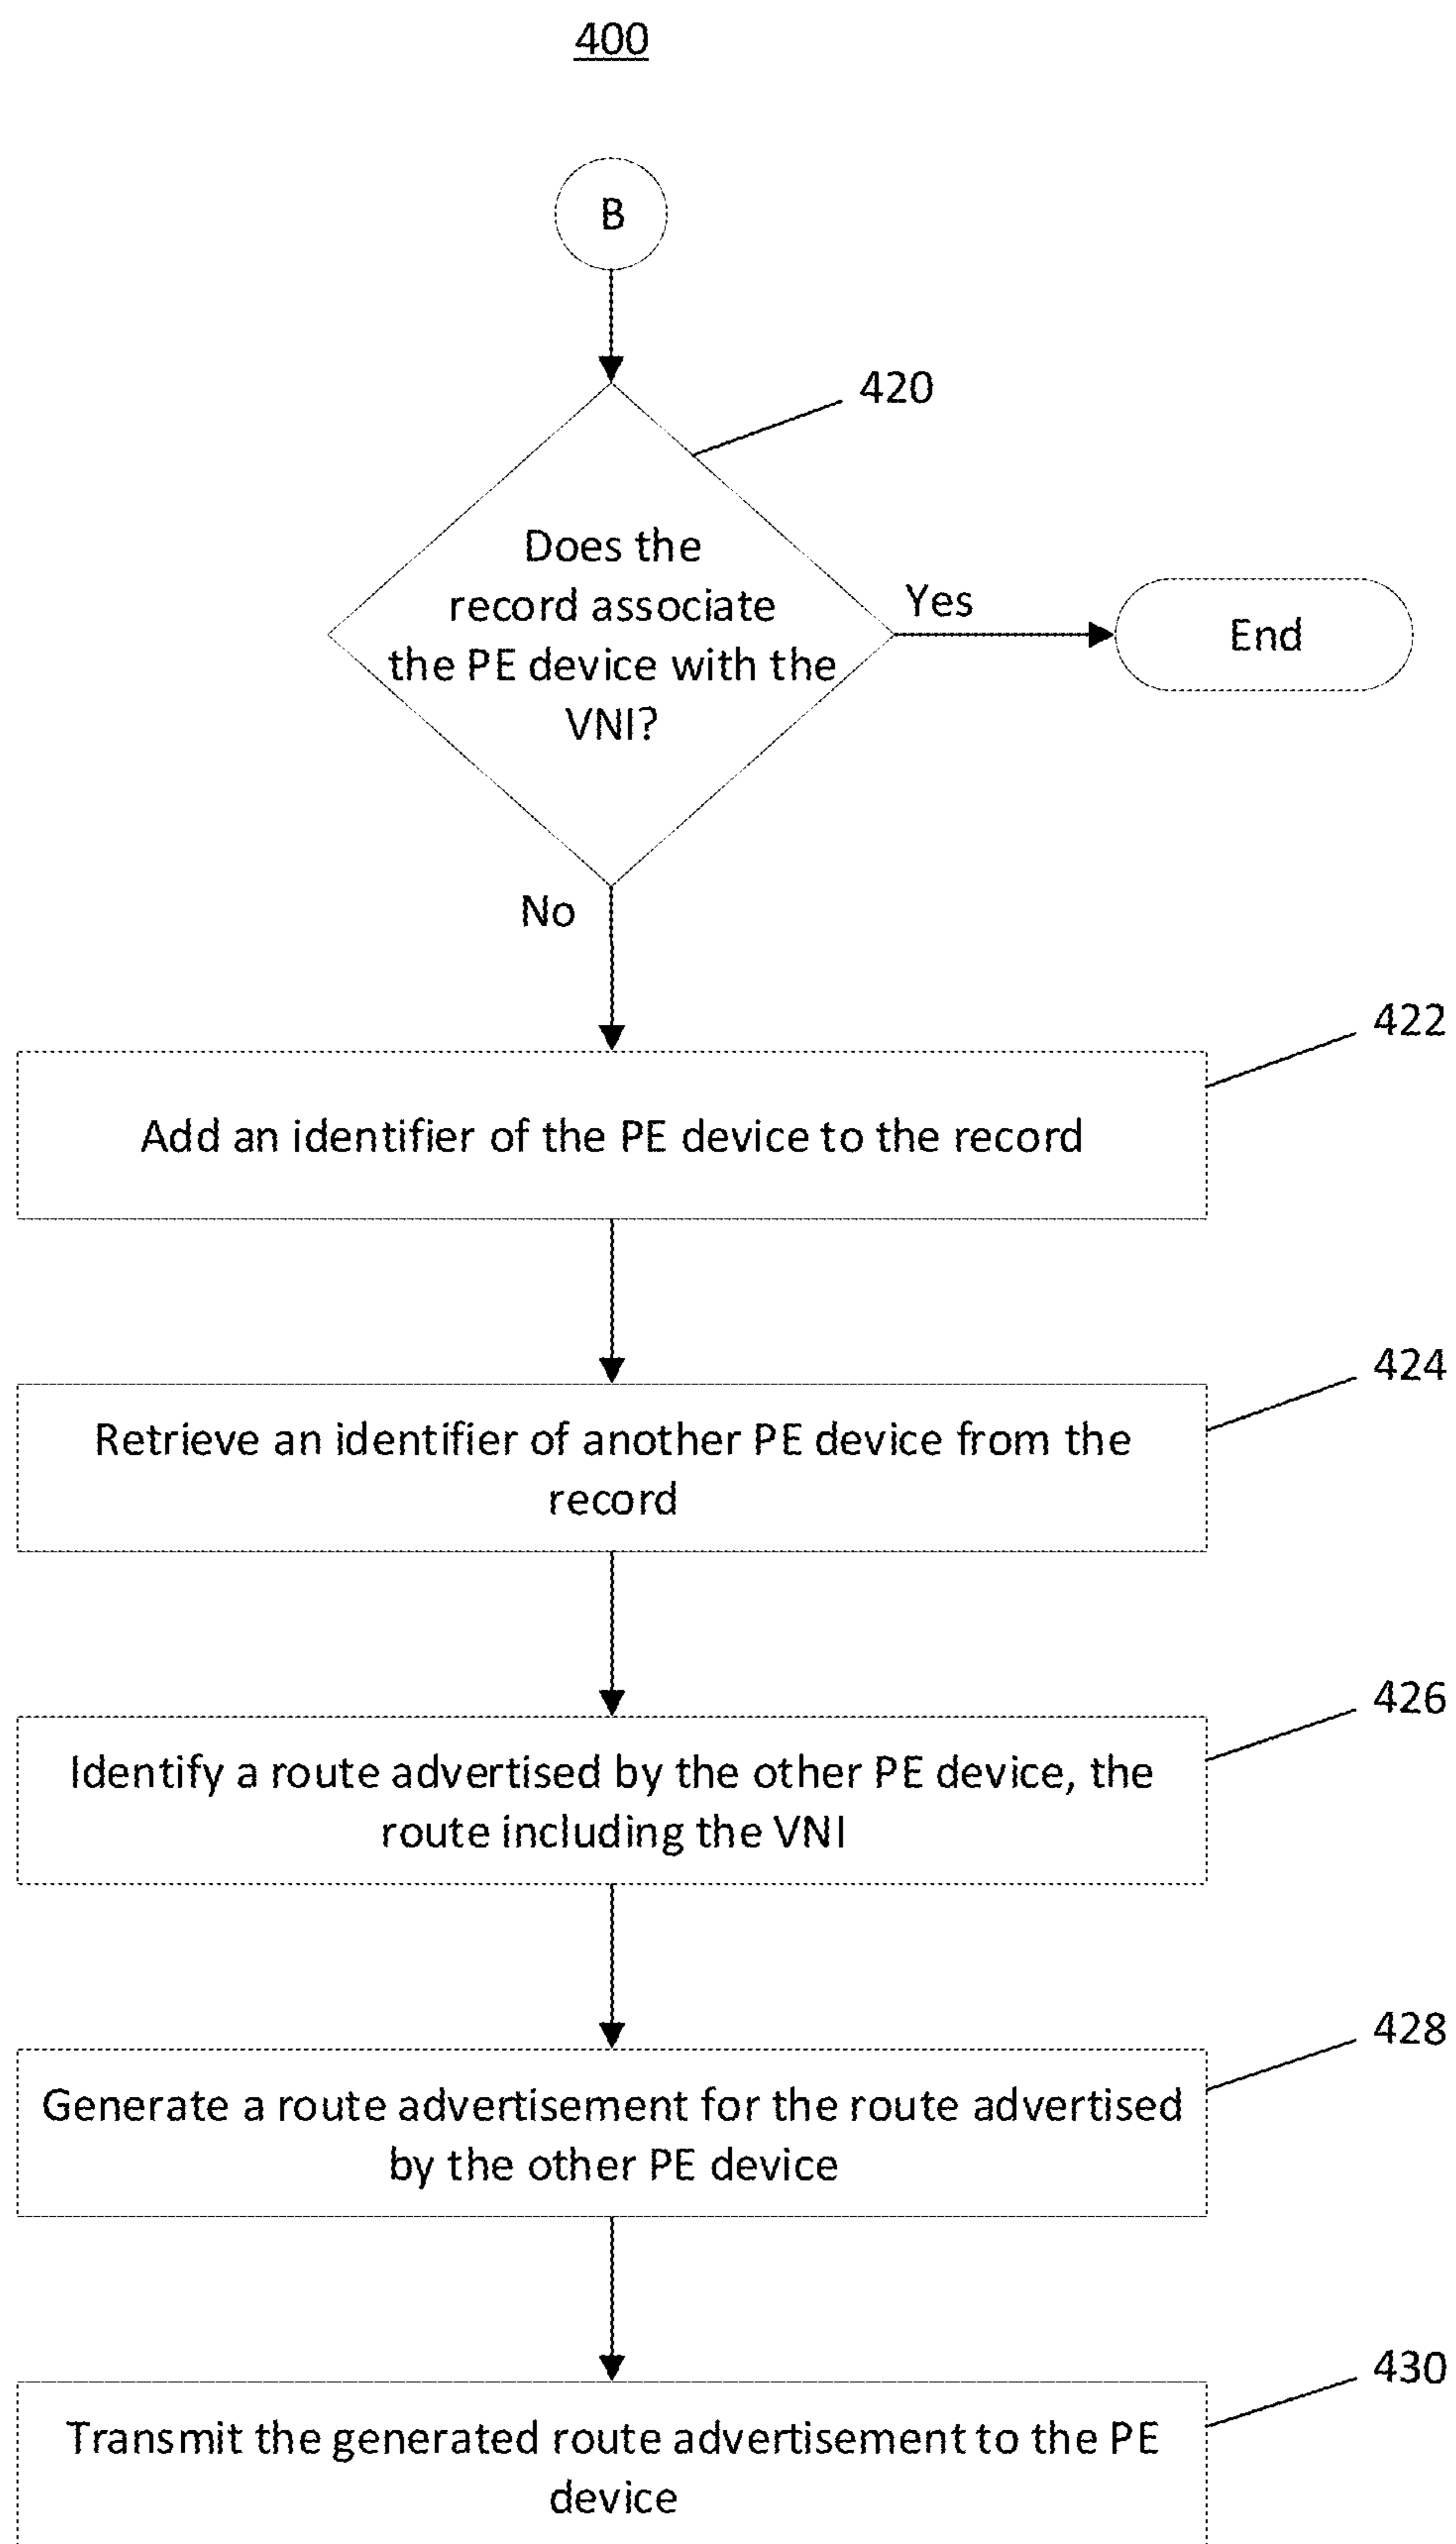 400
B
420
Does the
record associate
the PE device with the
VNI?
Yes
End
No
422
Add an identifier of the PE device to the record
424
Retrieve an identifier of another PE device from the
record
426
Identify a route advertised by the other PE device, the
route including the VNI
428
Generate a route advertisement for the route advertised
by the other PE device
430
Transmit the generated route advertisement to the PE
device